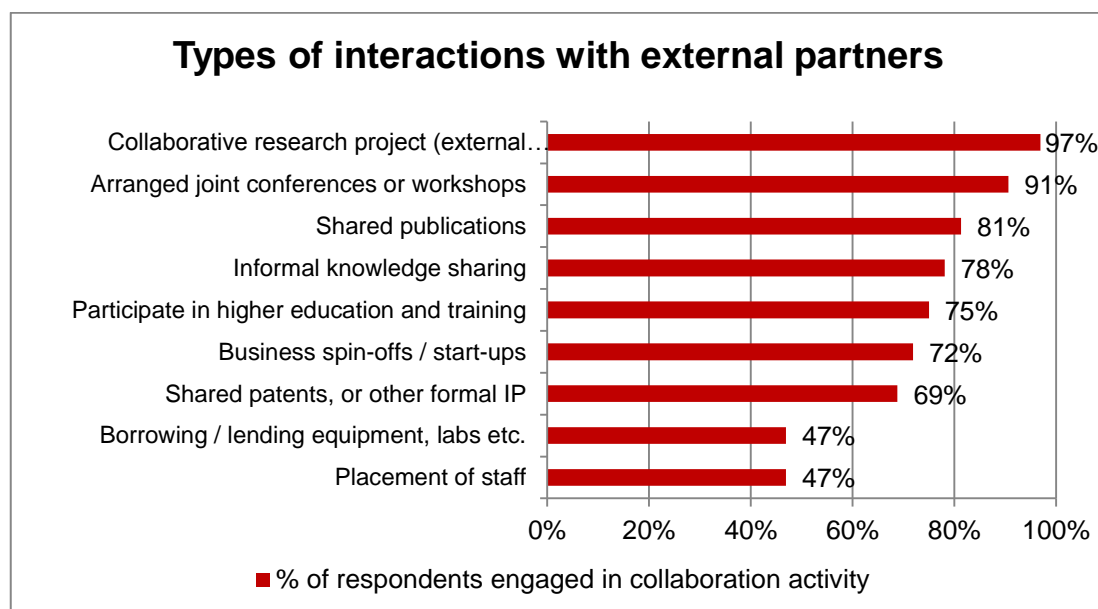 Types of interactions with external partners
Collaborative research project (external… 97%
Arranged joint conferences or workshops 91%
Shared publications 81%
Informal knowledge sharing 78%
Participate in higher education and training 75%
Business spin-offs / start-ups 72%
Shared patents, or other formal IP 69%
Borrowing / lending equipment, labs etc. 47%
Placement of staff 47%
0% 20% 40% 60% 80% 100%
% of respondents engaged in collaboration activity